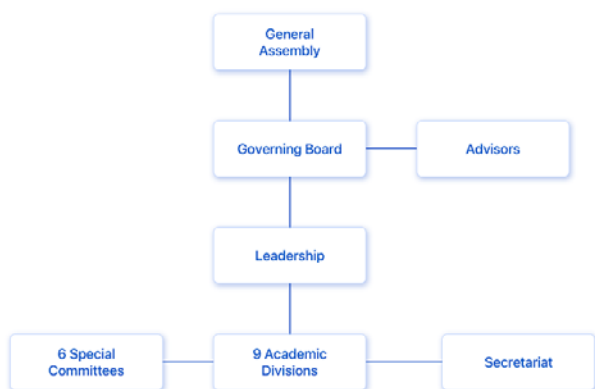 General
Assembly
Governing Board
Advisors
Leadership
6 Special
Committees
9 Academic
Divisions
Secretariat